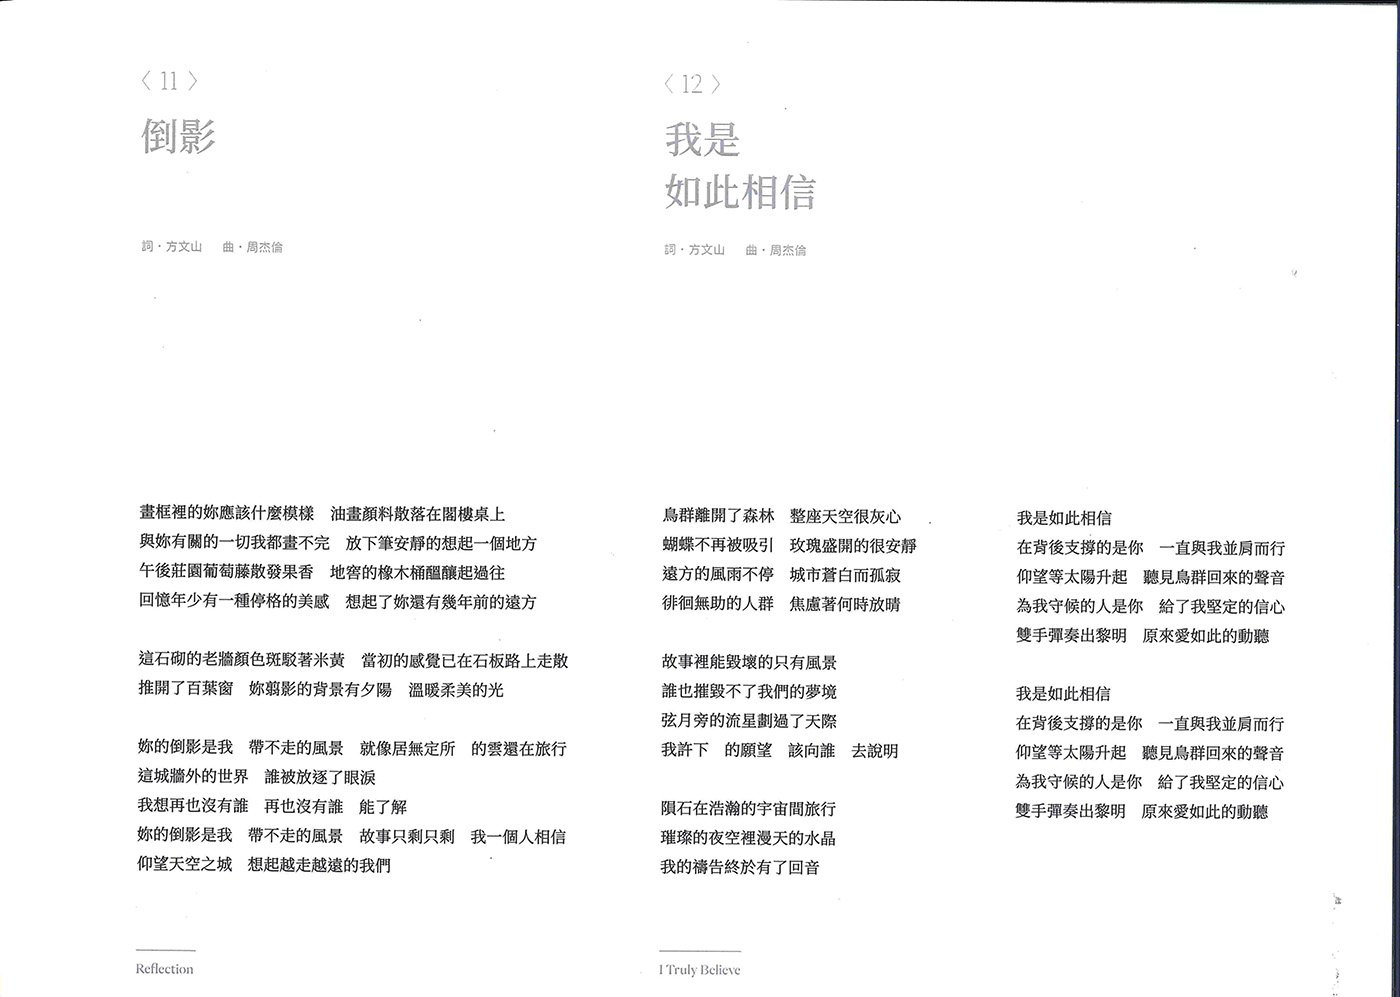 〈 11 〉
倒影
詞・方文山　曲・周杰倫
畫框裡的妳應該什麼模樣　油畫顏料散落在閣樓桌上
與妳有關的一切我都畫不完　放下筆安靜的想起一個地方
午後莊園葡萄藤散發果香　地窖的橡木桶醞釀起過往
回憶年少有一種停格的美感　想起了妳還有幾年前的遠方
這石砌的老牆顏色斑駁著米黃　當初的感覺已在石板路上走散
推開了百葉窗　妳翦影的背景有夕陽　溫暖柔美的光
妳的倒影是我　帶不走的風景　就像居無定所　的雲還在旅行
這城牆外的世界　誰被放逐了眼淚
我想再也沒有誰　再也沒有誰　能了解
妳的倒影是我　帶不走的風景　故事只剩只剩　我一個人相信
仰望天空之城　想起越走越遠的我們
Reflection
〈 12 〉
我是
如此相信
詞・方文山　曲・周杰倫
鳥群離開了森林　整座天空很灰心
蝴蝶不再被吸引　玫瑰盛開的很安靜
遠方的風雨不停　城市蒼白而孤寂
徘徊無助的人群　焦慮著何時放晴
故事裡能毀壞的只有風景
誰也摧毀不了我們的夢境
弦月旁的流星劃過了天際
我許下　的願望　該向誰　去說明
隕石在浩瀚的宇宙間旅行
璀璨的夜空裡漫天的水晶
我的禱告終於有了回音
我是如此相信
在背後支撐的是你　一直與我並肩而行
仰望等太陽升起　聽見鳥群回來的聲音
為我守候的人是你　給了我堅定的信心
雙手彈奏出黎明　原來愛如此的動聽
我是如此相信
在背後支撐的是你　一直與我並肩而行
仰望等太陽升起　聽見鳥群回來的聲音
為我守候的人是你　給了我堅定的信心
雙手彈奏出黎明　原來愛如此的動聽
I Truly Believe